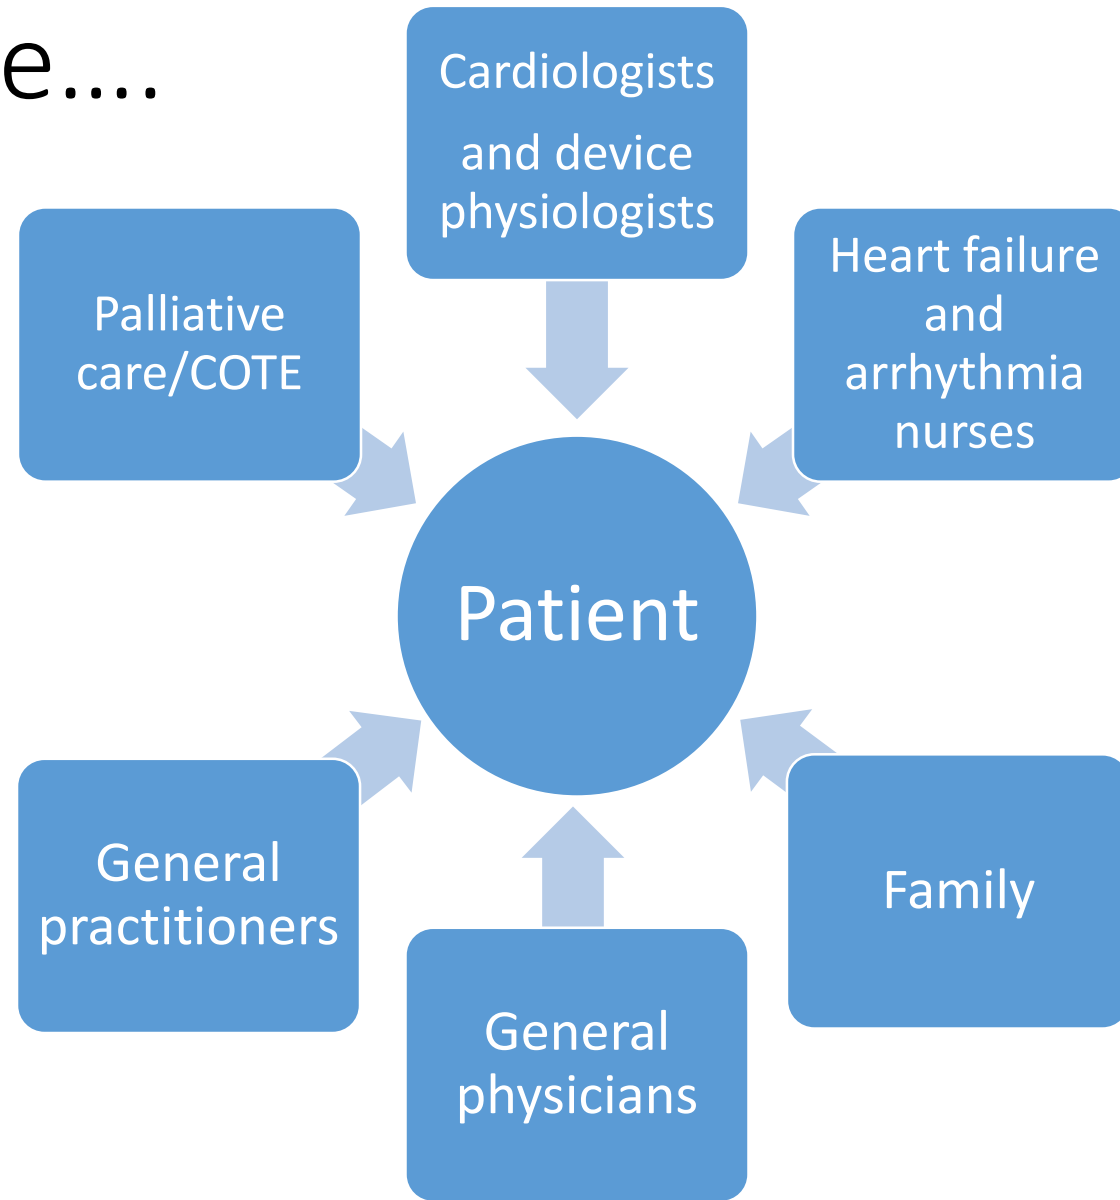 e....
Cardiologists
and device
physiologists
Heart failure
and
arrhythmia
nurses
Palliative
care/COTE
Patient
General
practitioners
Family
General
physicians